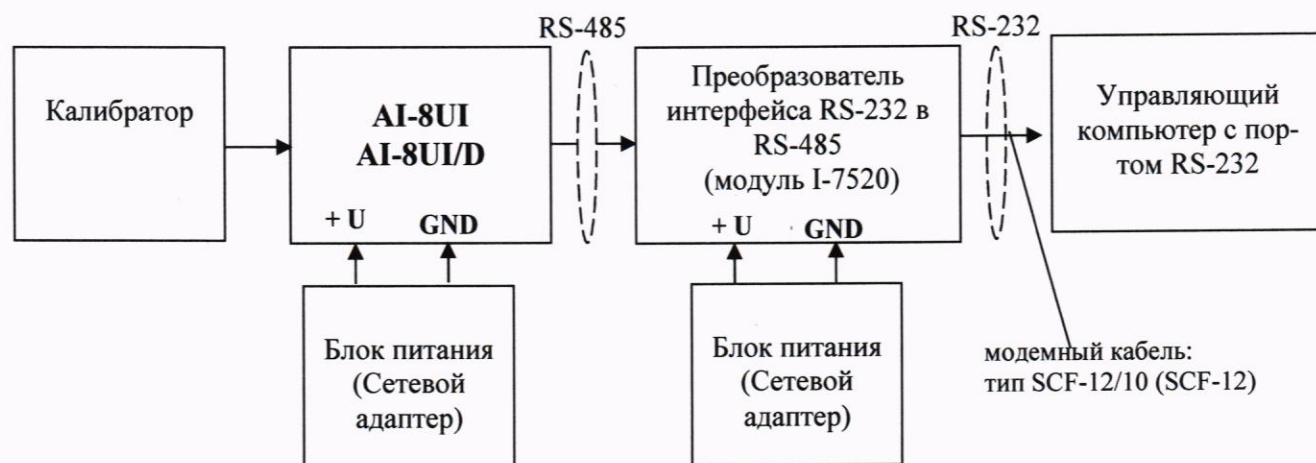 RS-485
RS-232
Калибратор
AI-8UI
AI-8UI/D
+ U GND
Преобразователь
интерфейса RS-232 в
RS-485
(модуль I-7520)
+ U GND
Управляющий
компьютер с пор-
том RS-232
Блок питания
(Сетевой
адаптер)
Блок питания
(Сетевой
адаптер)
модемный кабель:
тип SCF-12/10 (SCF-12)